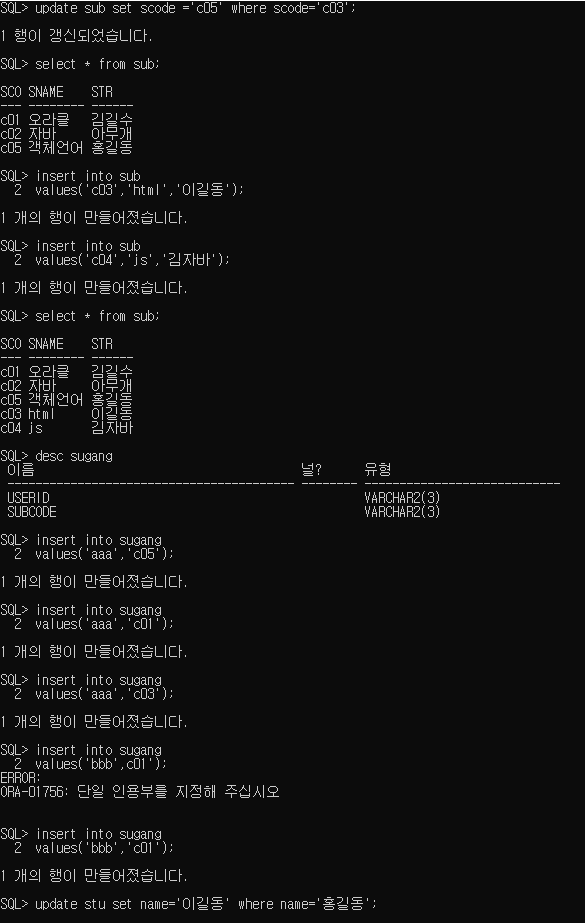 SQL> update sub set scode ='c05' where scode='c03';
1 행이 갱신되었습니다.
SQL> select * from sub;
SCO SNAME    STR
--- -------- ------
c01 오라클   김길수
c02 자바     아무개
c05 객체언어 홍길동
SQL> insert into sub
  2  values('c03','html','이길동');
1 개의 행이 만들어졌습니다.
SQL> insert into sub
  2  values('c04','js','김자바');
1 개의 행이 만들어졌습니다.
SQL> select * from sub;
SCO SNAME    STR
--- -------- ------
c01 오라클   김길수
c02 자바     아무개
c05 객체언어 홍길동
c03 html     이길동
c04 js       김자바
SQL> desc sugang
 이름                                      널?      유형
 ----------------------------------------- -------- ----------------------------
 USERID                                             VARCHAR2(3)
 SUBCODE                                            VARCHAR2(3)
SQL> insert into sugang
  2  values('aaa','c05');
1 개의 행이 만들어졌습니다.
SQL> insert into sugang
  2  values('aaa','c01');
1 개의 행이 만들어졌습니다.
SQL> insert into sugang
  2  values('aaa','c03');
1 개의 행이 만들어졌습니다.
SQL> insert into sugang
  2  values('bbb',c01');
ERROR:
ORA-01756: 단일 인용부를 지정해 주십시오
SQL> insert into sugang
  2  values('bbb','c01');
1 개의 행이 만들어졌습니다.
SQL> update stu set name='이길동' where name='홍길동';